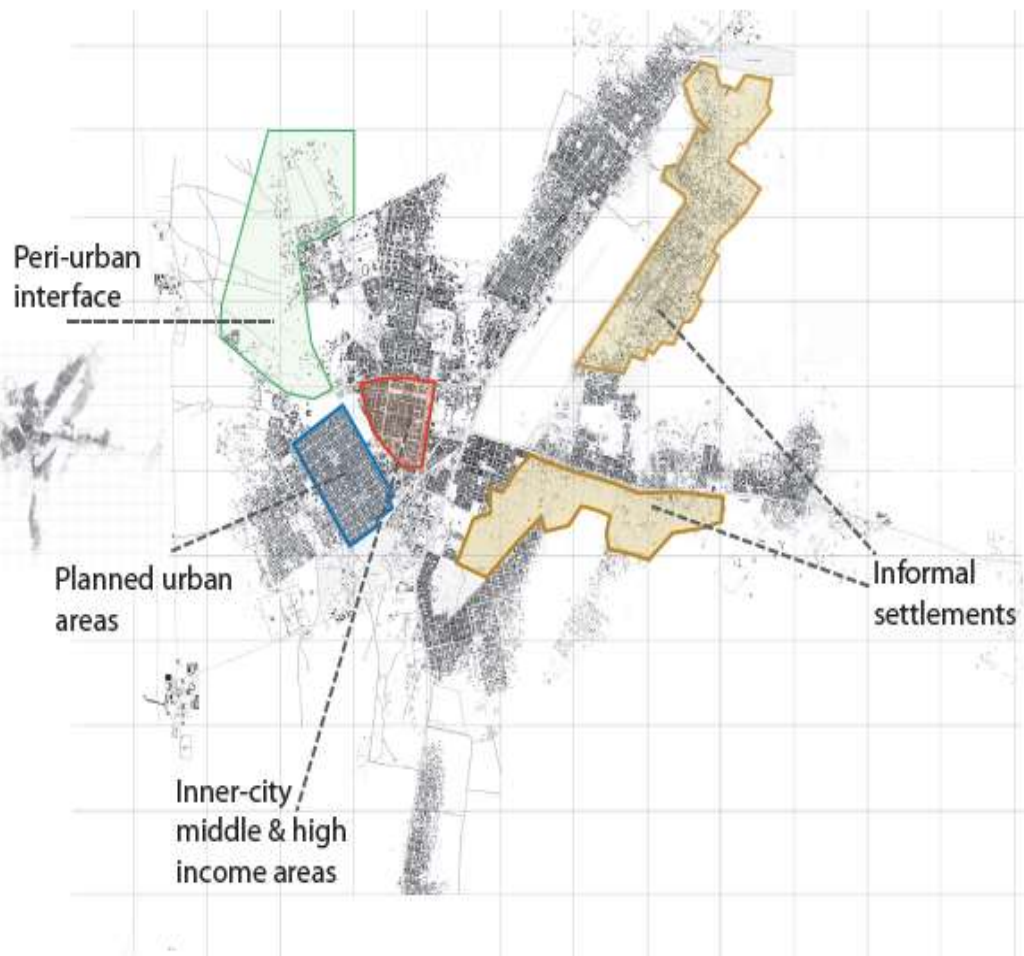 Peri-urban
interface
Planned urban
areas
Inner-city
middle & high
income areas
Informal
settlements